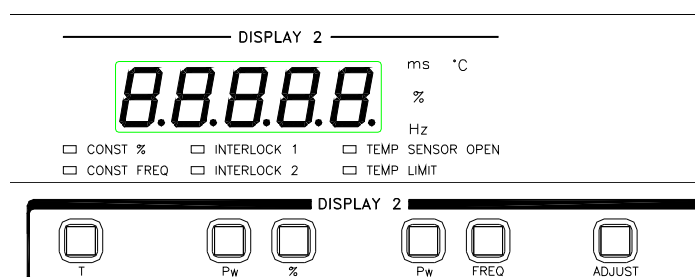 DISPLAY 2
8.8.8.8.8.
ms °C
%
Hz
CONST % INTERLOCK 1 TEMP SENSOR OPEN
CONST FREQ INTERLOCK 2 TEMP LIMIT
DISPLAY 2
T Pw % Pw FREQ ADJUST